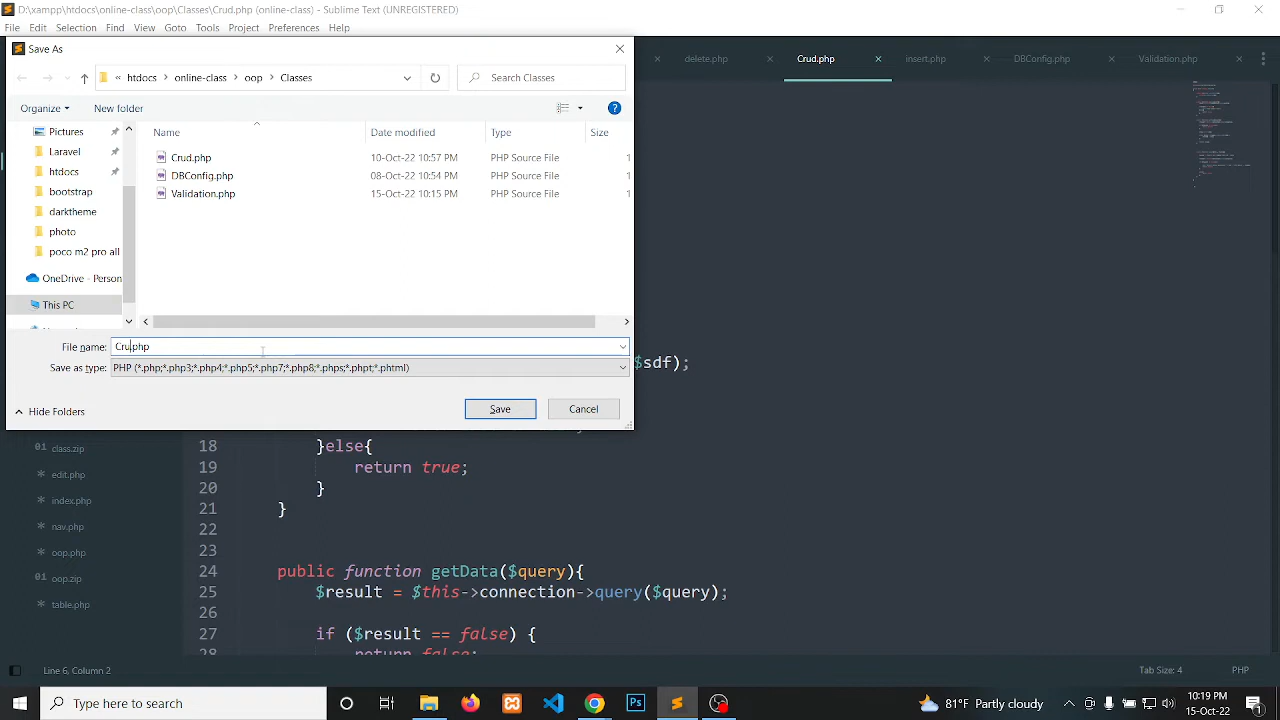 D:\xampp\htdocs\online-class\oop\Classes\Crud.php (online-class) - Sublime Text (UNREGISTERED)
File Edit Selection Find View Goto Tools Project Preferences Help
Save As
delete.php Crud.php insert.php DBConfig.php Validation.php
« htdocs > online-class > oop > Classes Search Classes
Organize New folder
Name Date modified Type Size
Pictures
Laravel
htdocs
bootstrap
darktheme
photo
poco m2 pro all
OneDrive - Person
This PC
Crud.php 10-Oct-22 10:57 PM PHP Source File 1
DBConfig.php 08-Oct-22 10:54 PM PHP Source File 1
Validation.php 15-Oct-22 10:15 PM PHP Source File 1
File name: Cru.php
Save as type: PHP (*.php;*.php3;*.php4;*.php5;*.php7;*.php8;*.phps;*.phpt;*.phtml)
Hide Folders Save Cancel
$sdf);
class.zip
edit.php
index.php
nav.php
oop.php
oop.zip
table.php
18 }else{
19 return true;
20 }
21 }
22
23
24 public function getData($query){
25 $result = $this->connection->query($query);
26
27 if ($result == false) {
28 return false;
Line 6, Column 2 Tab Size: 4 PHP
Type here to search
81°F Partly cloudy
10:19 PM
15-Oct-22